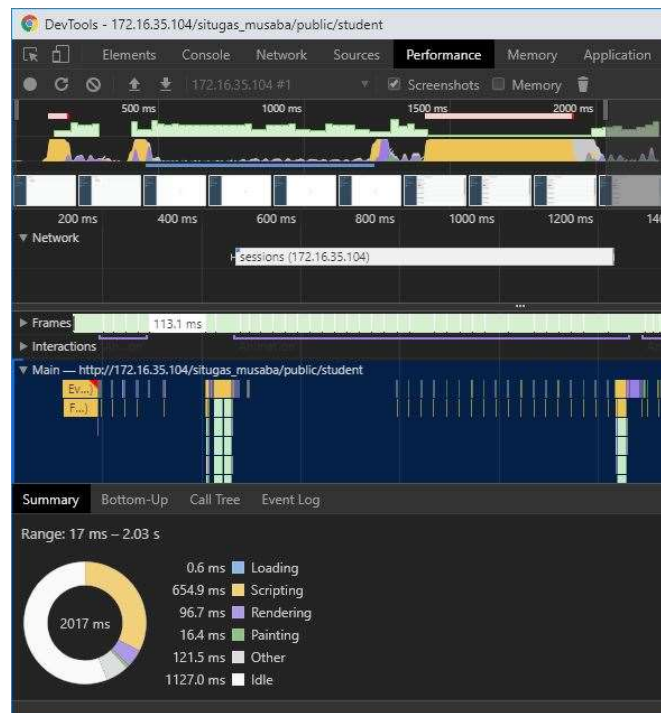 DevTools - 172.16.35.104/situgas_musaba/public/student
Elements Console Network Sources Performance Memory Application
172.16.35.104 #1 Screenshots Memory
500 ms 1000 ms 1500 ms 2000 ms
200 ms 400 ms 600 ms 800 ms 1000 ms 1200 ms 14
Network
sessions (172.16.35.104)
...
Frames 113.1 ms
Interactions
Main — http://172.16.35.104/situgas_musaba/public/student
Ev...)
F...)
Summary Bottom-Up Call Tree Event Log
Range: 17 ms – 2.03 s
0.6 ms Loading
654.9 ms Scripting
96.7 ms Rendering
2017 ms
16.4 ms Painting
121.5 ms Other
1127.0 ms Idle